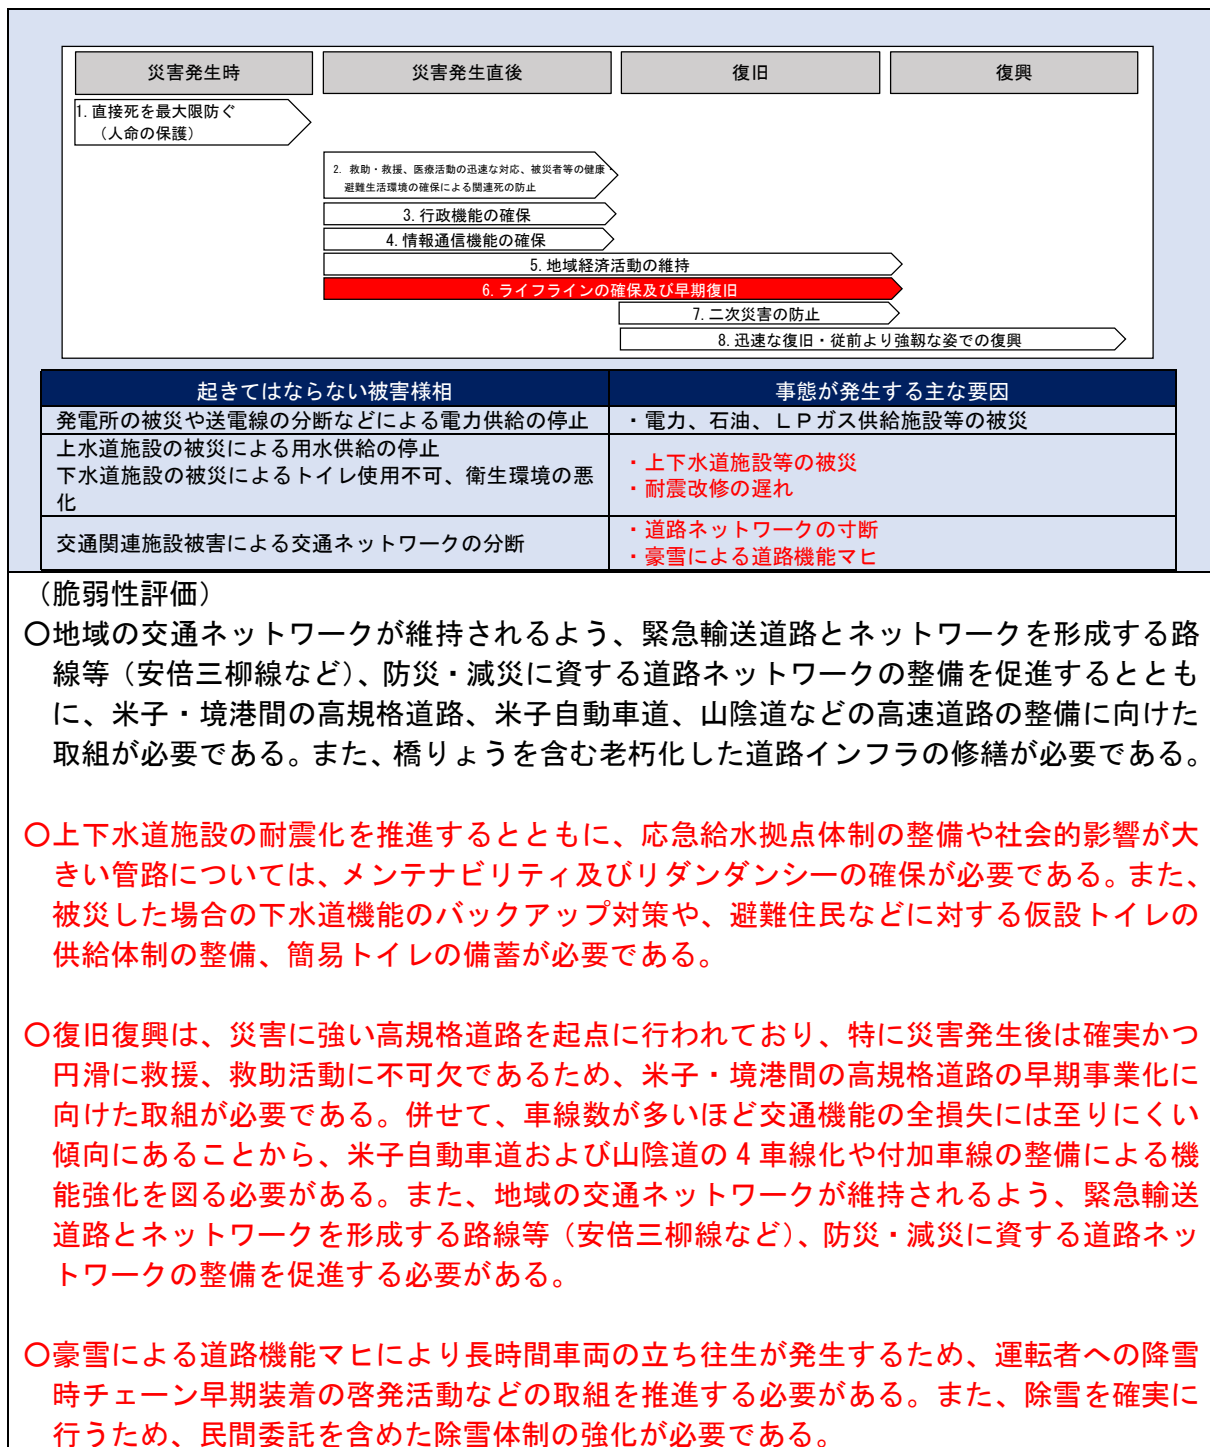 災害発生時
災害発生直後
復旧
復興
1. 直接死を最大限防ぐ
（人命の保護）
2. 救助・救援、医療活動の迅速な対応、被災者等の健康・
避難生活環境の確保による関連死の防止
3. 行政機能の確保
4. 情報通信機能の確保
5. 地域経済活動の維持
6. ライフラインの確保及び早期復旧
7. 二次災害の防止
8. 迅速な復旧・従前より強靱な姿での復興
起きてはならない被害様相
事態が発生する主な要因
発電所の被災や送電線の分断などによる電力供給の停止
・電力、石油、ＬＰガス供給施設等の被災
上水道施設の被災による用水供給の停止
下水道施設の被災によるトイレ使用不可、衛生環境の悪
化
・上下水道施設等の被災
・耐震改修の遅れ
交通関連施設被害による交通ネットワークの分断
・道路ネットワークの寸断
・豪雪による道路機能マヒ
（脆弱性評価）
〇地域の交通ネットワークが維持されるよう、緊急輸送道路とネットワークを形成する路
線等（安倍三柳線など）、防災・減災に資する道路ネットワークの整備を促進するととも
に、米子・境港間の高規格道路、米子自動車道、山陰道などの高速道路の整備に向けた
取組が必要である。また、橋りょうを含む老朽化した道路インフラの修繕が必要である。
〇上下水道施設の耐震化を推進するとともに、応急給水拠点体制の整備や社会的影響が大
きい管路については、メンテナビリティ及びリダンダンシーの確保が必要である。また、
被災した場合の下水道機能のバックアップ対策や、避難住民などに対する仮設トイレの
供給体制の整備、簡易トイレの備蓄が必要である。
〇復旧復興は、災害に強い高規格道路を起点に行われており、特に災害発生後は確実かつ
円滑に救援、救助活動に不可欠であるため、米子・境港間の高規格道路の早期事業化に
向けた取組が必要である。併せて、車線数が多いほど交通機能の全損失には至りにくい
傾向にあることから、米子自動車道および山陰道の４車線化や付加車線の整備による機
能強化を図る必要がある。また、地域の交通ネットワークが維持されるよう、緊急輸送
道路とネットワークを形成する路線等（安倍三柳線など）、防災・減災に資する道路ネッ
トワークの整備を促進する必要がある。
〇豪雪による道路機能マヒにより長時間車両の立ち往生が発生するため、運転者への降雪
時チェーン早期装着の啓発活動などの取組を推進する必要がある。また、除雪を確実に
行うため、民間委託を含めた除雪体制の強化が必要である。